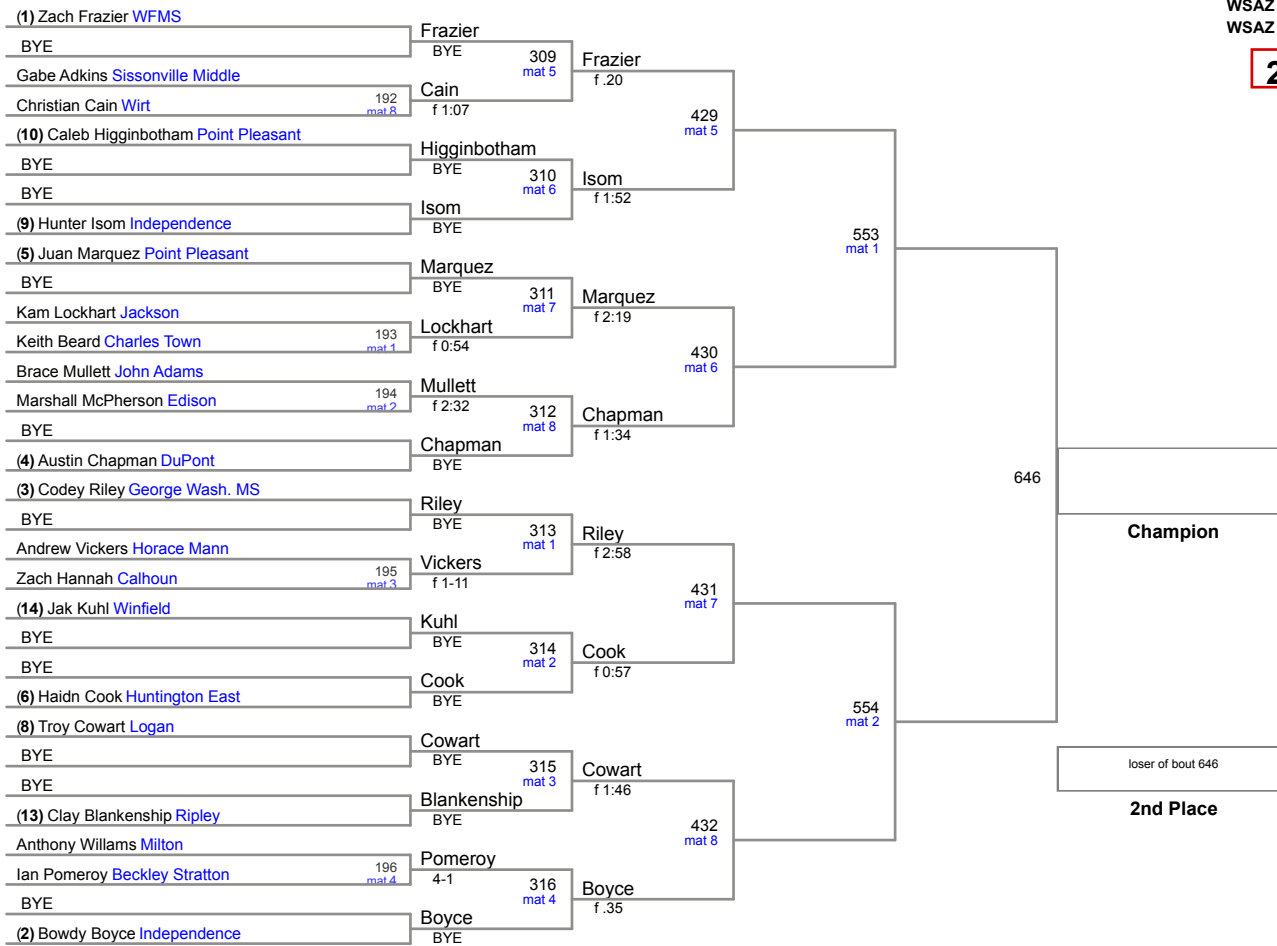 WSAZ
WSAZ
2
(1) Zach Frazier WFMS
BYE
Gabe Adkins Sissonville Middle
Christian Cain Wirt
192
mat 8
(10) Caleb Higginbotham Point Pleasant
BYE
BYE
(9) Hunter Isom Independence
(5) Juan Marquez Point Pleasant
BYE
Kam Lockhart Jackson
Keith Beard Charles Town
193
mat 1
Brace Mullett John Adams
Marshall McPherson Edison
194
mat 2
BYE
(4) Austin Chapman DuPont
(3) Codey Riley George Wash. MS
BYE
Andrew Vickers Horace Mann
Zach Hannah Calhoun
195
mat 3
(14) Jak Kuhl Winfield
BYE
BYE
(6) Haidn Cook Huntington East
(8) Troy Cowart Logan
BYE
BYE
(13) Clay Blankenship Ripley
Anthony Willams Milton
Ian Pomeroy Beckley Stratton
196
mat 4
BYE
(2) Bowdy Boyce Independence
Frazier
BYE
309
mat 5
Cain
f 1:07
Higginbotham
BYE
310
mat 6
Isom
BYE
Marquez
BYE
311
mat 7
Lockhart
f 0:54
Mullett
f 2:32
312
mat 8
Chapman
BYE
Riley
BYE
313
mat 1
Vickers
f 1-11
Kuhl
BYE
314
mat 2
Cook
BYE
Cowart
BYE
315
mat 3
Blankenship
BYE
Pomeroy
4-1
316
mat 4
Boyce
BYE
Frazier
f .20
429
mat 5
Isom
f 1:52
Marquez
f 2:19
430
mat 6
Chapman
f 1:34
Riley
f 2:58
431
mat 7
Cook
f 0:57
Cowart
f 1:46
432
mat 8
Boyce
f .35
553
mat 1
554
mat 2
646
Champion
loser of bout 646
2nd Place